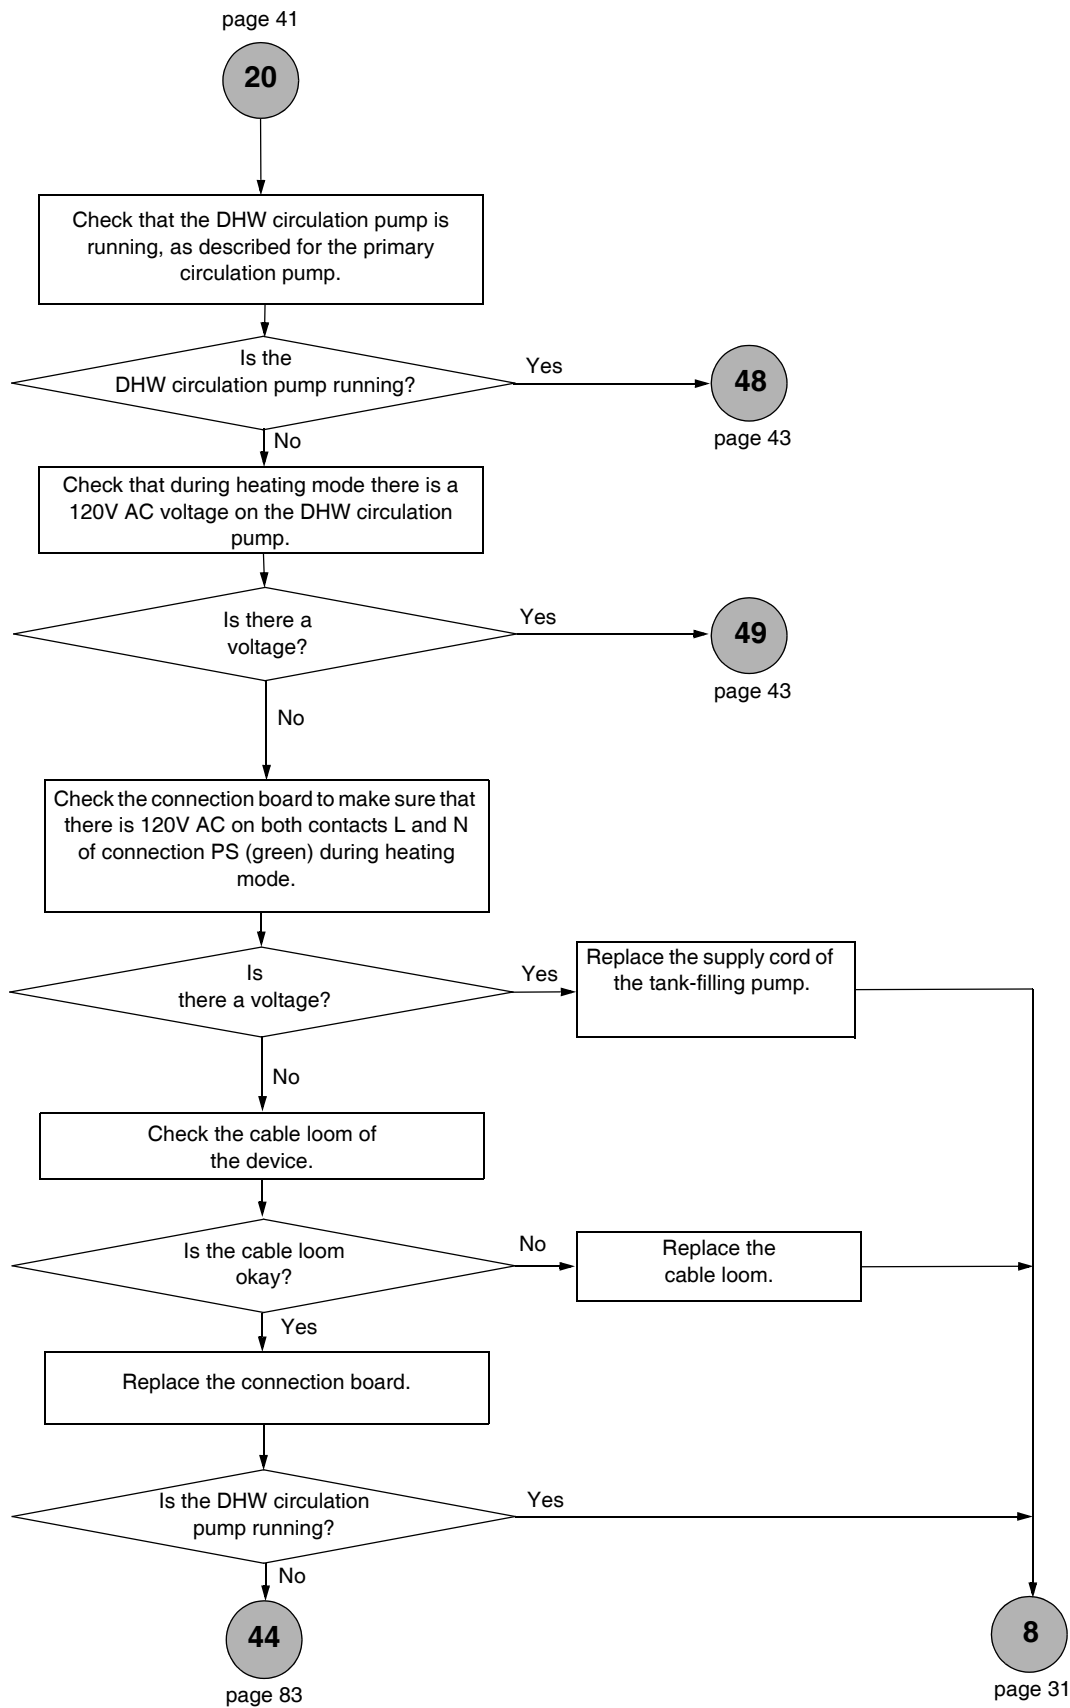 page 41
20
Check that the DHW circulation pump is
running, as described for the primary
circulation pump.
Is the
DHW circulation pump running?
Yes
48
page 43
No
Check that during heating mode there is a
120V AC voltage on the DHW circulation
pump.
Is there a
voltage?
Yes
49
page 43
No
Check the connection board to make sure that
there is 120V AC on both contacts L and N
of connection PS (green) during heating
mode.
Is
there a voltage?
Yes
Replace the supply cord of
the tank-filling pump.
No
Check the cable loom of
the device.
Is the cable loom
okay?
No
Replace the
cable loom.
Yes
Replace the connection board.
Is the DHW circulation
pump running?
Yes
No
44
page 83
8
page 31